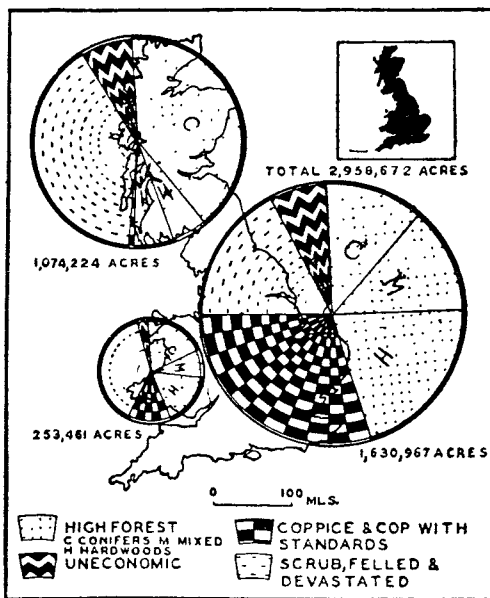 TOTAL 2,958,672 ACRES
C
M
H
1,074,224 ACRES
C
M
H
M
H
253,461 ACRES
1,630,967 ACRES
0 100 MLS.
HIGH FOREST
C CONIFERS M MIXED
H HARDWOODS
UNECONOMIC
COPPICE & COP WITH
STANDARDS
SCRUB, FELLED &
DEVASTATED